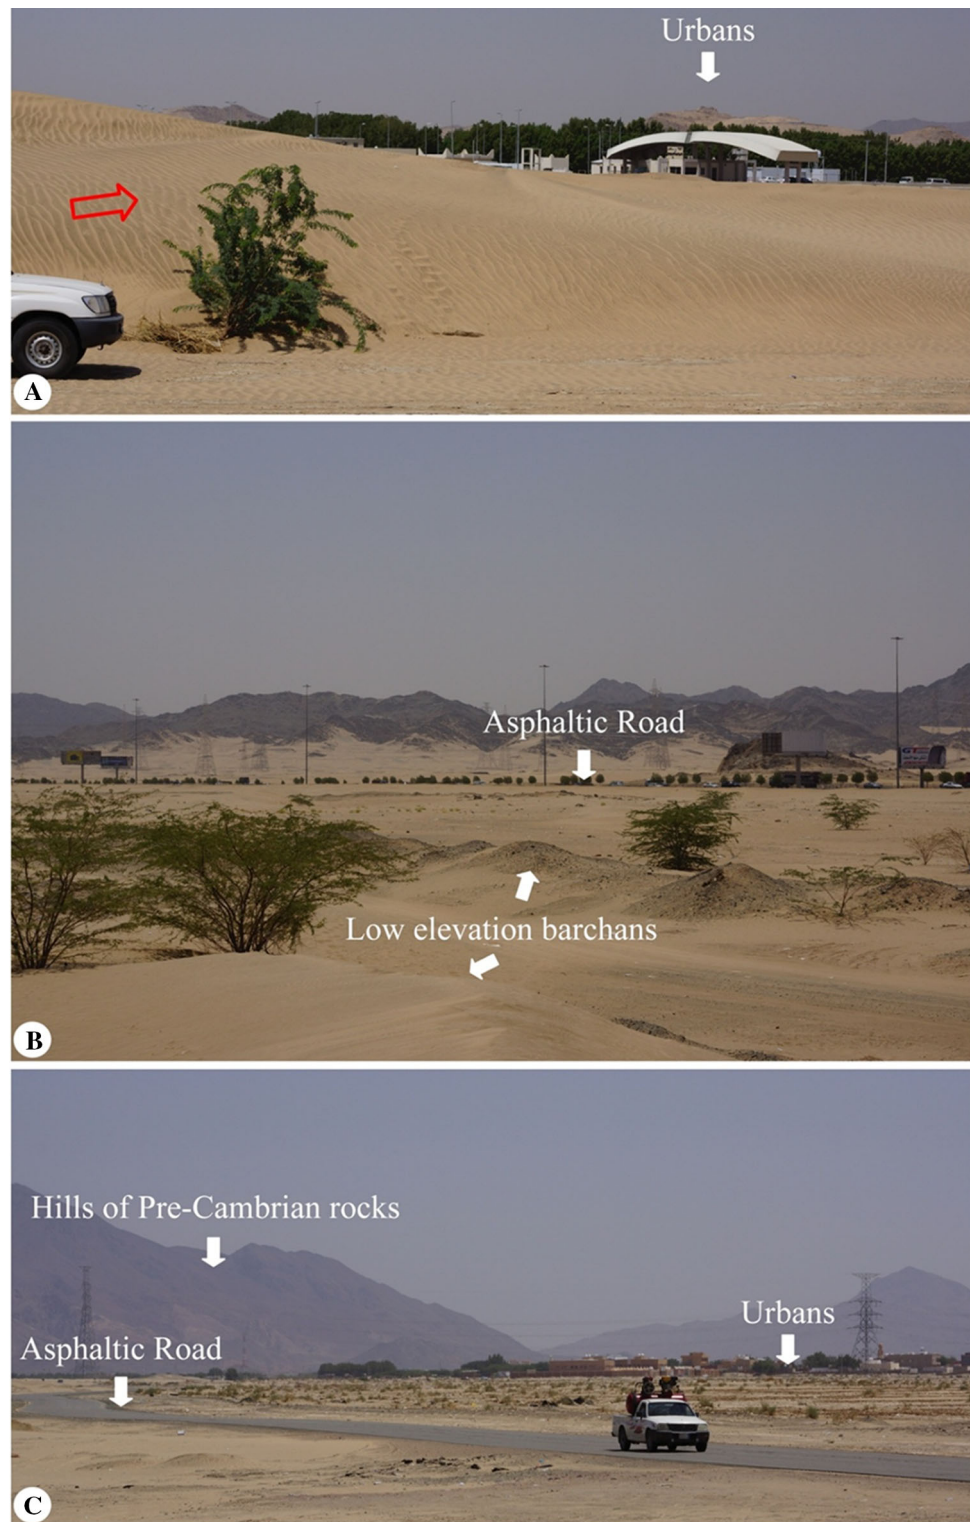 Urbans
A
Asphaltic Road
Low elevation barchans
B
Hills of Pre-Cambrian rocks
Urbans
Asphaltic Road
C